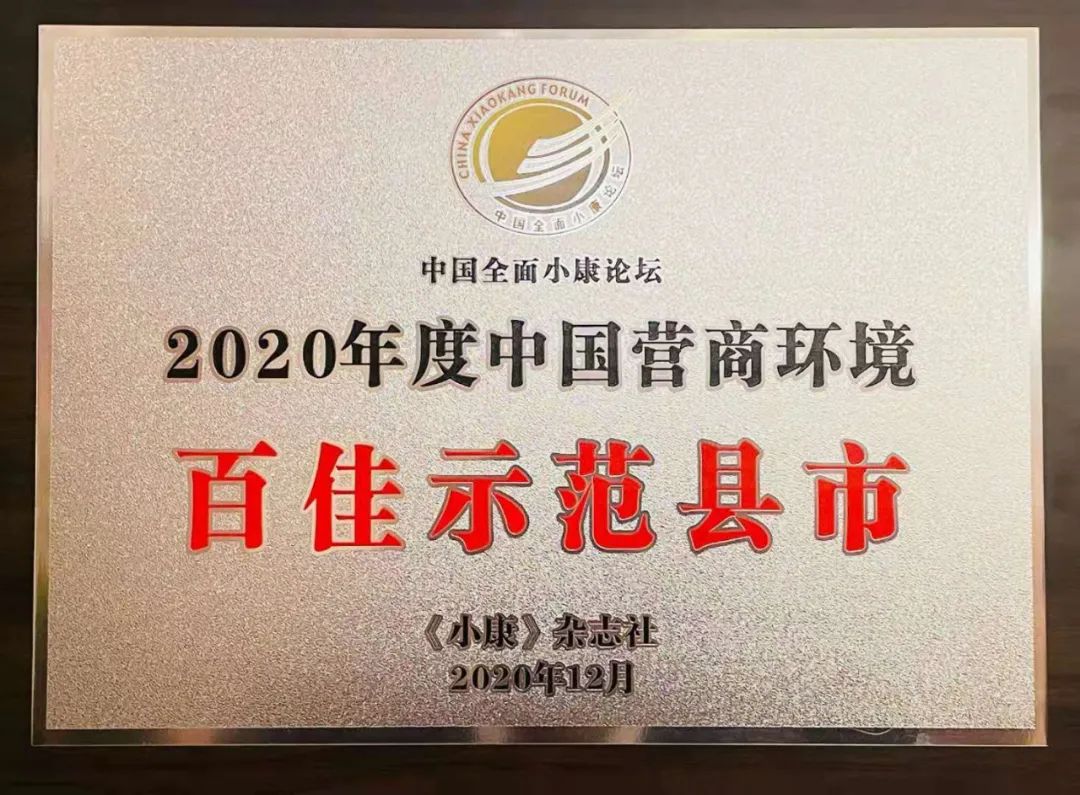 CHINA XIAOKANG FORUM
中国全面小康论坛
中国全面小康论坛
2020年度中国营商环境
百佳示范县市
《小康》杂志社
2020年12月